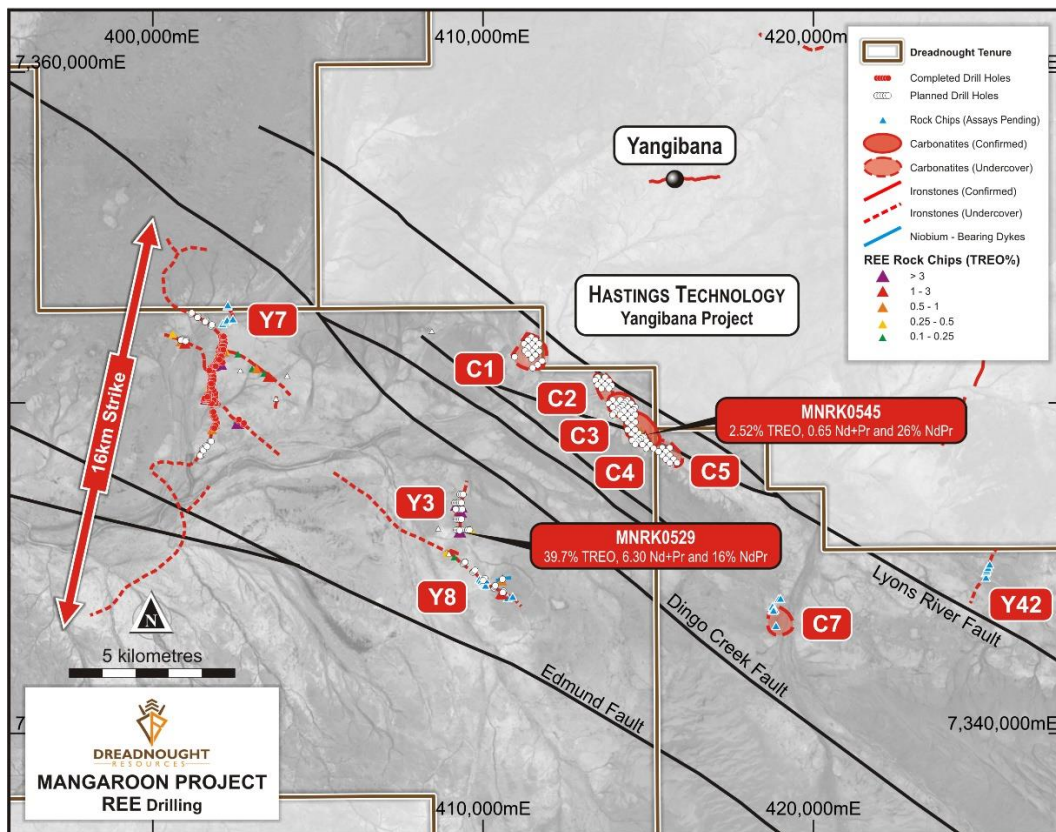 400,000mE
410,000mE
420,000mE
7,360,000mE
Dreadnought Tenure
Completed Drill Holes
Planned Drill Holes
Rock Chips (Assays Pending)
Carbonatites (Confirmed)
Carbonatites (Undercover)
Ironstones (Confirmed)
Ironstones (Undercover)
Niobium - Bearing Dykes
REE Rock Chips (TREO%)
> 3
1 - 3
0.5 - 1
0.25 - 0.5
0.1 - 0.25
Yangibana
HASTINGS TECHNOLOGY
Yangibana Project
16km Strike
Y7
C1
C2
C3
C4
C5
MNRK0545
2.52% TREO, 0.65 Nd+Pr and 26% NdPr
Y3
MNRK0529
39.7% TREO, 6.30 Nd+Pr and 16% NdPr
Y8
C7
Y42
Lyons River Fault
Dingo Creek Fault
Edmund Fault
N
5 kilometres
DREADNOUGHT
RESOURCES
MANGAROON PROJECT
REE Drilling
7,340,000mE
410,000mE
420,000mE